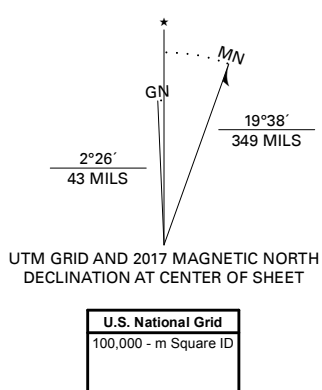 ★
MN
GN
19°38´
349 MILS
2°26´
43 MILS
UTM GRID AND 2017 MAGNETIC NORTH
DECLINATION AT CENTER OF SHEET
U.S. National Grid
100,000 - m Square ID